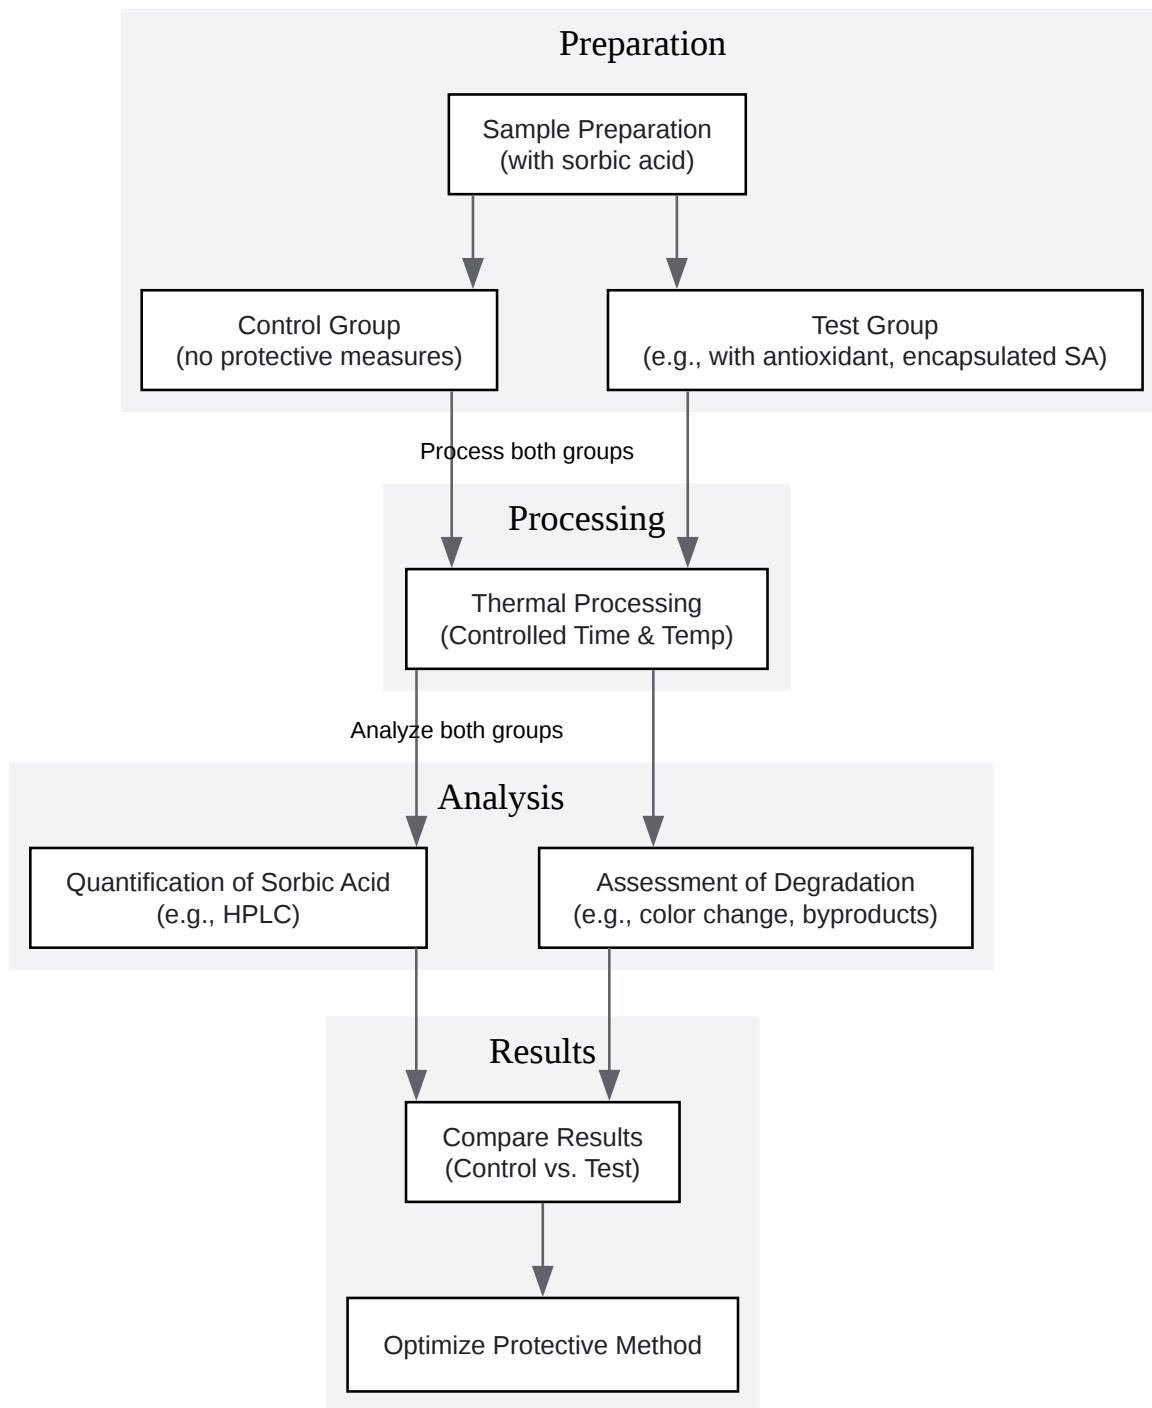 Preparation
Sample Preparation
(with sorbic acid)
Control Group
(no protective measures)
Test Group
(e.g., with antioxidant, encapsulated SA)
Process both groups
Processing
Thermal Processing
(Controlled Time & Temp)
Analyze both groups
Analysis
Quantification of Sorbic Acid
(e.g., HPLC)
Assessment of Degradation
(e.g., color change, byproducts)
Results
Compare Results
(Control vs. Test)
Optimize Protective Method